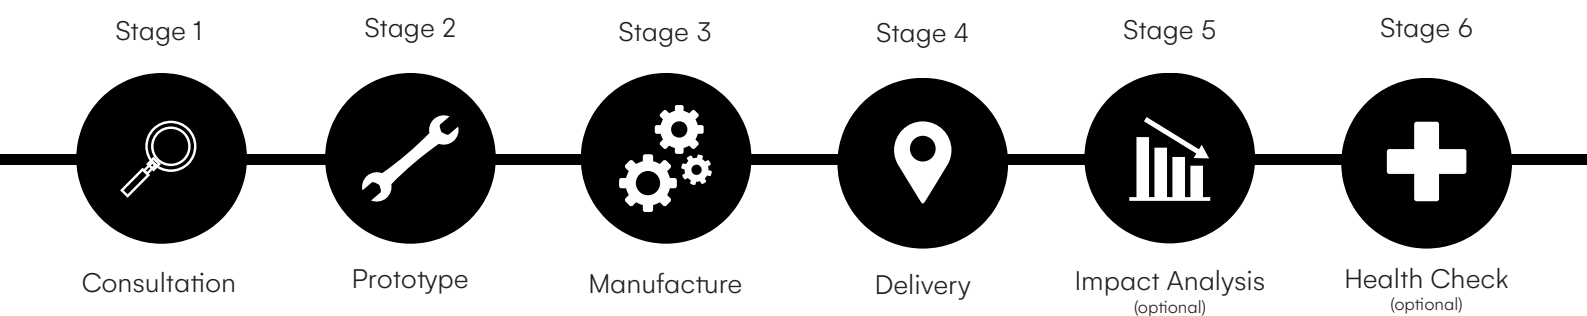 Stage 1
Stage 2
Stage 3
Stage 4
Stage 5
Stage 6
Consultation
Prototype
Manufacture
Delivery
Impact Analysis
(optional)
Health Check
(optional)